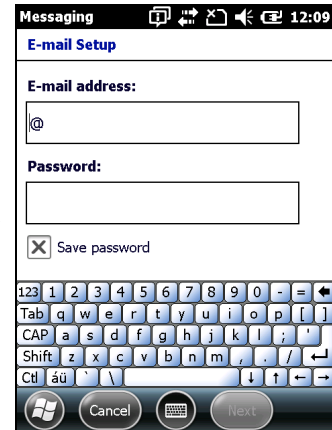 Messaging 12:09
E-mail Setup
E-mail address:
@
Password:
Save password
123 1 2 3 4 5 6 7 8 9 0 - =
Tab q w e r t y u i o p [ ]
CAP a s d f g h j k l ; '
Shift z x c v b n m , . /
Ctl áü ` \
Cancel Next